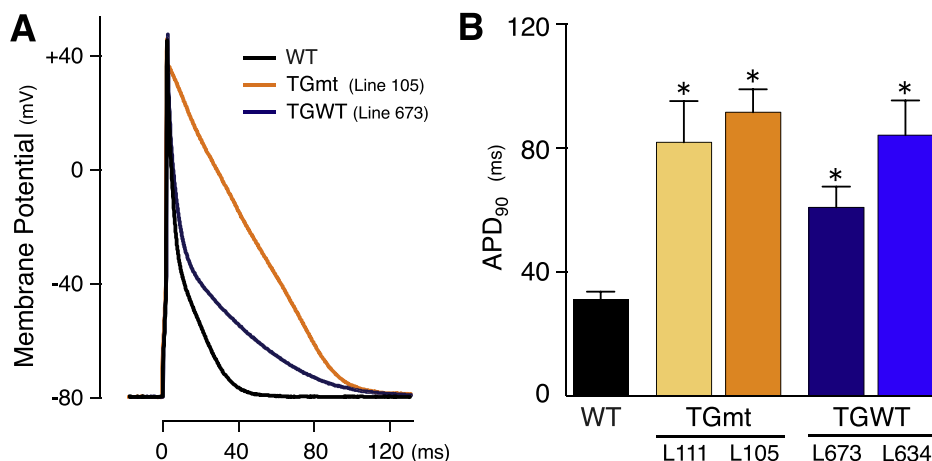 A
Membrane Potential (mV)
+40
0
-40
-80
WT
TGmt (Line 105)
TGWT (Line 673)
0 40 80 120 (ms)
B
APD90 (ms)
120
80
40
0
* * * *
WT TGmt TGWT
L111 L105 L673 L634